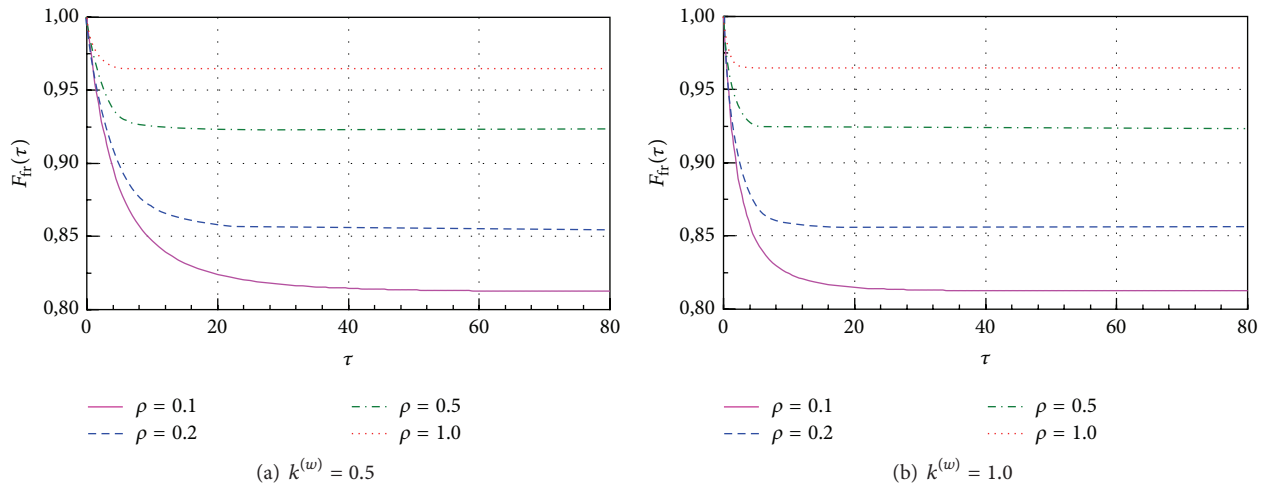 1,00
0,95
0,90
0,85
0,80
F_fr(τ)
0 20 40 60 80
τ
ρ = 0.1 ρ = 0.5
ρ = 0.2 ρ = 1.0
(a) k^(w) = 0.5
1,00
0,95
0,90
0,85
0,80
F_fr(τ)
0 20 40 60 80
τ
ρ = 0.1 ρ = 0.5
ρ = 0.2 ρ = 1.0
(b) k^(w) = 1.0